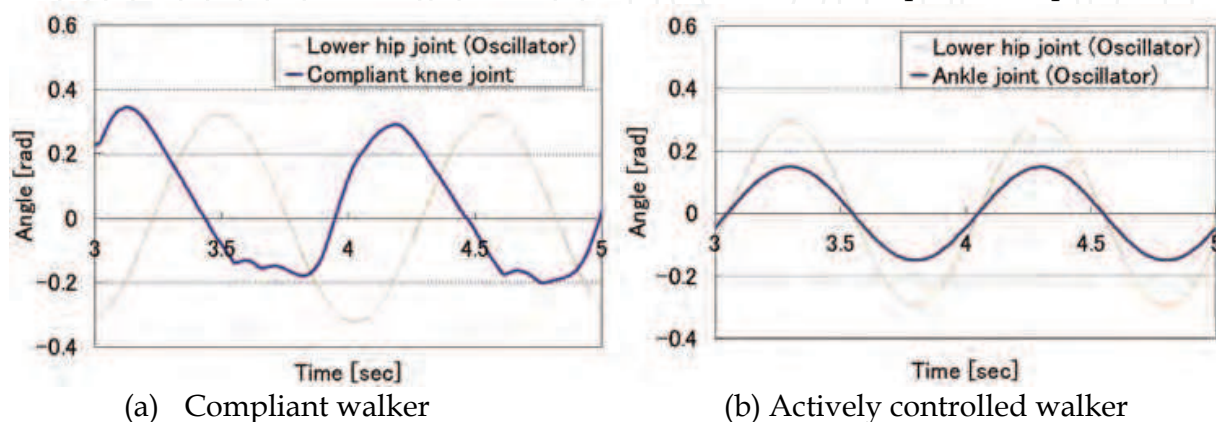 0.6
Lower hip joint (Oscillator)
Compliant knee joint
0.4
0.2
0
-0.2
-0.4
Angle [rad]
3
3.5
4
4.5
5
Time [sec]
(a) Compliant walker
0.6
Lower hip joint (Oscillator)
Ankle joint (Oscillator)
0.4
0.2
0
-0.2
-0.4
Angle [rad]
3
3.5
4
4.5
5
Time [sec]
(b) Actively controlled walker